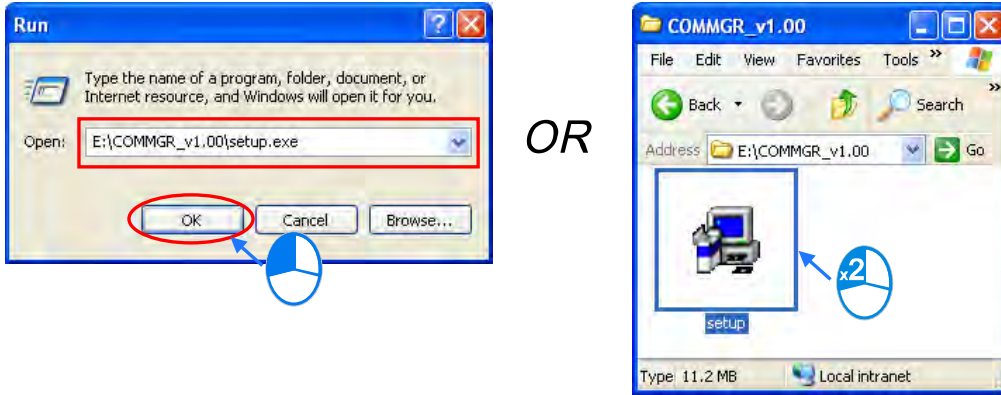 Run
Type the name of a program, folder, document, or
Internet resource, and Windows will open it for you.
Open: E:\COMMGR_v1.00\setup.exe
OK Cancel Browse...
OR
COMMGR_v1.00
File Edit View Favorites Tools »
Back Search »
Address E:\COMMGR_v1.00 Go
x2
setup
Type 11.2 MB Local intranet